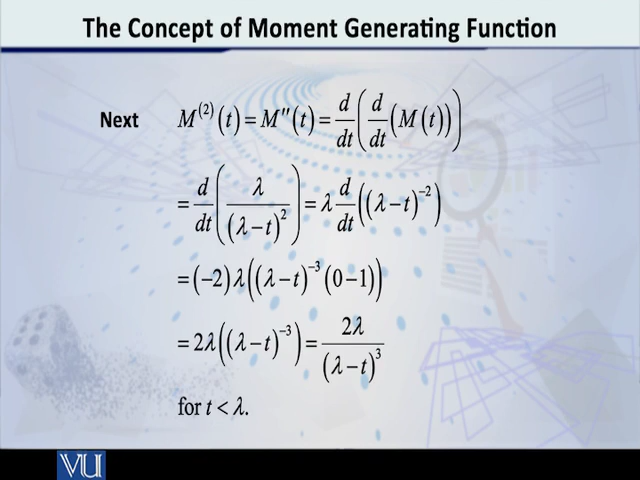 The Concept of Moment Generating Function
Next M^(2)(t) = M″(t) = d/dt (d/dt (M(t)))
= d/dt (λ/(λ−t)^2) = λ d/dt ((λ−t)^−2)
= (−2)λ((λ−t)^−3 (0−1))
= 2λ((λ−t)^−3) = 2λ/(λ−t)^3
for t < λ.
VU